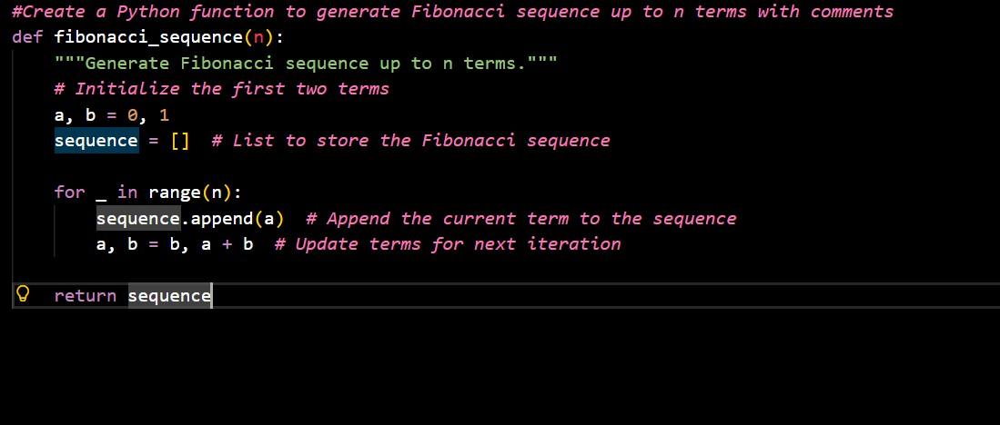 #Create a Python function to generate Fibonacci sequence up to n terms with comments
def fibonacci_sequence(n):
    """Generate Fibonacci sequence up to n terms."""
    # Initialize the first two terms
    a, b = 0, 1
    sequence = []  # List to store the Fibonacci sequence

    for _ in range(n):
        sequence.append(a)  # Append the current term to the sequence
        a, b = b, a + b  # Update terms for next iteration

    return sequence